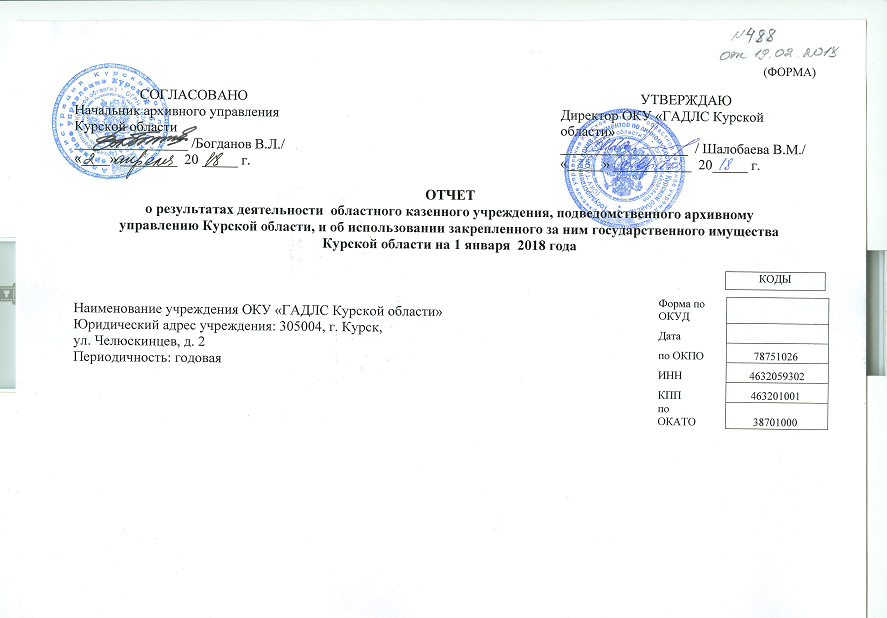 №488
от 19.02.2018
(ФОРМА)
СОГЛАСОВАНО
Начальник архивного управления
Курской области
/Богданов В.Л./
«2» апреля 20 18 г.
УТВЕРЖДАЮ
Директор ОКУ «ГАДЛС Курской
области»
/ Шалобаева В.М./
« » 20 18 г.
ОТЧЕТ
о результатах деятельности областного казенного учреждения, подведомственного архивному
управлению Курской области, и об использовании закрепленного за ним государственного имущества
Курской области на 1 января 2018 года
КОДЫ
Наименование учреждения ОКУ «ГАДЛС Курской области»
Юридический адрес учреждения: 305004, г. Курск,
ул. Челюскинцев, д. 2
Периодичность: годовая
Форма по
ОКУД
Дата
по ОКПО 78751026
ИНН 4632059302
КПП 463201001
по
ОКАТО 38701000